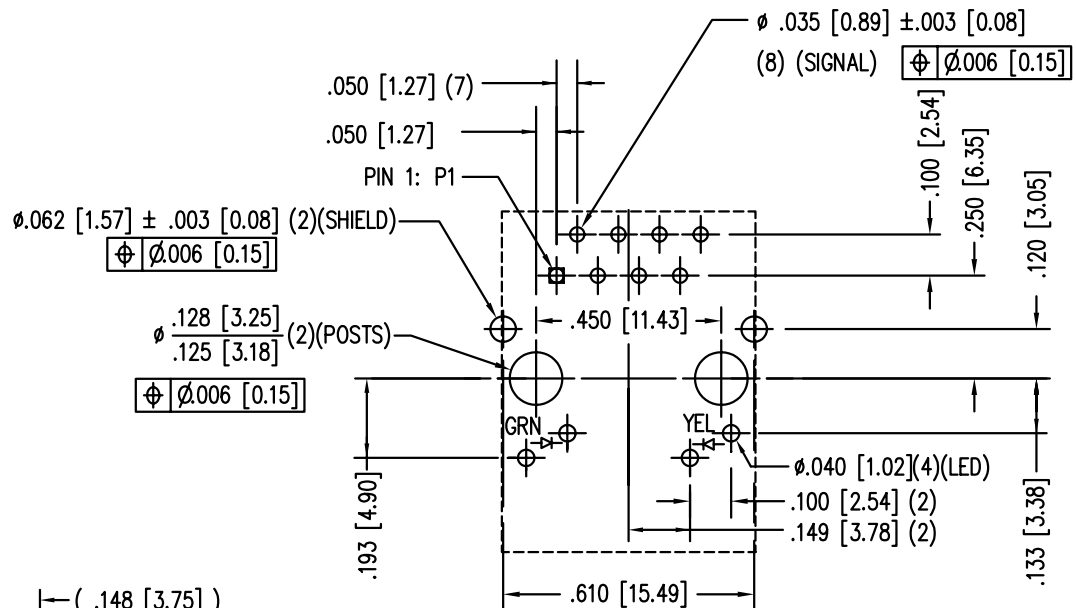 ø .035 [0.89] ±.003 [0.08]
(8) (SIGNAL) ⌖ Ø.006 [0.15]
.050 [1.27] (7)
.050 [1.27]
.100 [2.54]
.250 [6.35]
PIN 1: P1
ø.062 [1.57] ± .003 [0.08] (2)(SHIELD)
⌖ Ø.006 [0.15]
.120 [3.05]
.450 [11.43]
ø .128 [3.25]
.125 [3.18] (2)(POSTS)
⌖ Ø.006 [0.15]
GRN
YEL
ø.040 [1.02](4)(LED)
.100 [2.54] (2)
.149 [3.78] (2)
.193 [4.90]
.133 [3.38]
.610 [15.49]
( .148 [3.75] )